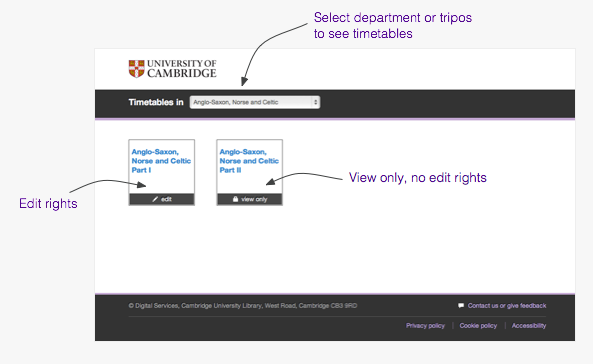 Select department or tripos
to see timetables
UNIVERSITY OF
CAMBRIDGE
Timetables in Anglo-Saxon, Norse and Celtic
Anglo-Saxon,
Norse and Celtic
Part I
edit
Anglo-Saxon,
Norse and Celtic
Part II
view only
View only, no edit rights
Edit rights
© Digital Services, Cambridge University Library, West Road, Cambridge CB3 9RD
Contact us or give feedback
Privacy policy | Cookie policy | Accessibility